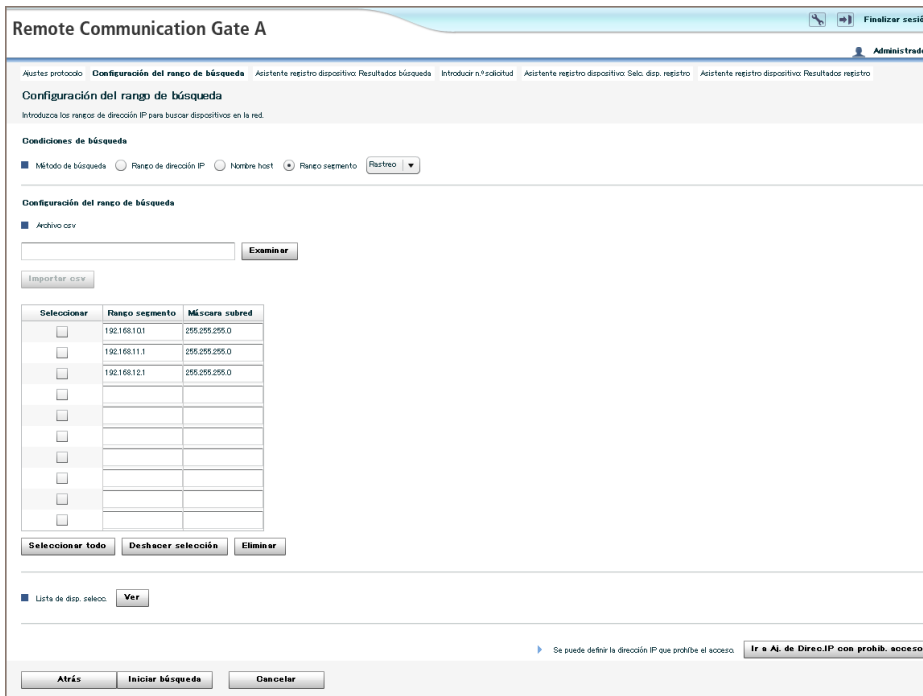 Remote Communication Gate A
Finalizar sesió
Administrado
Ajustes protocolo Configuración del rango de búsqueda Asistente registro dispositivo: Resultados búsqueda Introducir n.º solicitud Asistente registro dispositivo: Selc. disp. registro Asistente registro dispositivo: Resultados registro
Configuración del rango de búsqueda
Introduzca los rangos de dirección IP para buscar dispositivos en la red.
Condiciones de búsqueda
Método de búsqueda Rango de dirección IP Nombre host Rango segmento Rastreo
Configuración del rango de búsqueda
Archivo csv
Examinar
Importar csv
Seleccionar Rango segmento Máscara subred
192.168.10.1 255.255.255.0
192.168.11.1 255.255.255.0
192.168.12.1 255.255.255.0
Seleccionar todo Deshacer selección Eliminar
Lista de disp. selecc. Ver
Se puede definir la dirección IP que prohíbe el acceso. Ir a Aj. de Direc.IP con prohib. acceso
Atrás Iniciar búsqueda Cancelar